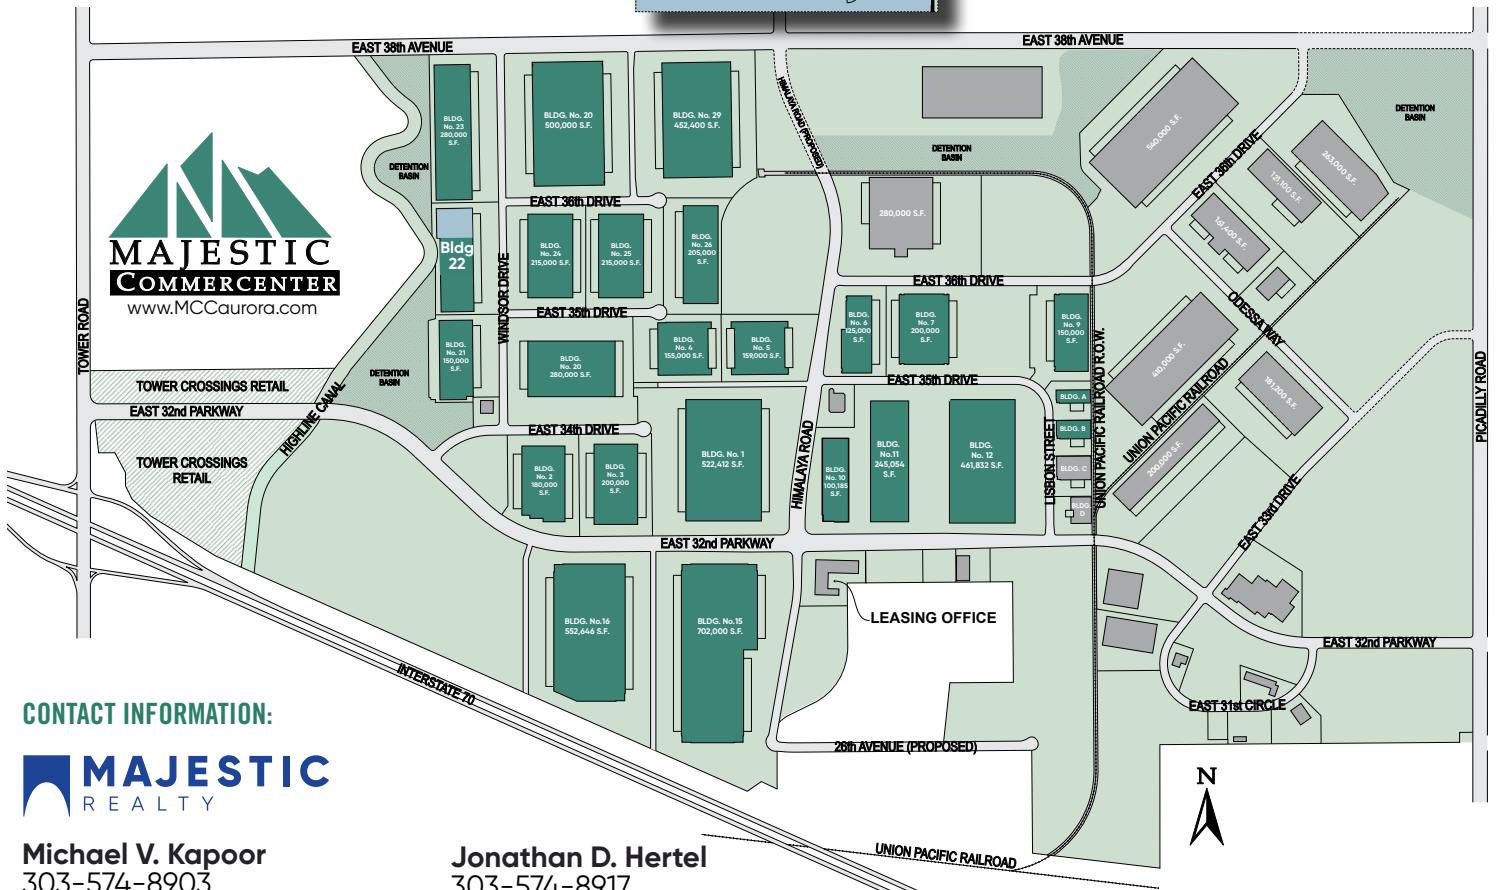 EAST 38th AVENUE
EAST 38th AVENUE
HIMALAYA ROAD (PROPOSED)
BLDG.
No. 23
280,000
S.F.
BLDG. No. 20
500,000 S.F.
BLDG. No. 29
452,400 S.F.
DETENTION
BASIN
DETENTION
BASIN
DETENTION
BASIN
540,000 S.F.
EAST 36th DRIVE
121,100 S.F.
263,000 S.F.
161,400 S.F.
280,000 S.F.
MAJESTIC
COMMERCENTER
www.MCCaurora.com
TOWER ROAD
EAST 36th DRIVE
Bldg
22
WINDSOR DRIVE
BLDG.
No. 24
215,000 S.F.
BLDG.
No. 25
215,000 S.F.
BLDG.
No. 26
205,000
S.F.
EAST 36th DRIVE
ODESSA WAY
EAST 35th DRIVE
BLDG.
No. 21
150,000
S.F.
BLDG.
No. 20
280,000 S.F.
BLDG.
No. 4
155,000 S.F.
BLDG.
No. 5
159,000 S.F.
BLDG.
No. 6
125,000
S.F.
BLDG.
No. 7
200,000
S.F.
BLDG.
No. 9
150,000
S.F.
UNION PACIFIC RAILROAD R.O.W.
430,000 S.F.
UNION PACIFIC RAILROAD
181,200 S.F.
200,000 S.F.
PICADILLY ROAD
TOWER CROSSINGS RETAIL
DETENTION
BASIN
HIGHLINE CANAL
EAST 32nd PARKWAY
EAST 35th DRIVE
BLDG. A
BLDG. B
BLDG. C
BLDG.
D
LISBON STREET
EAST 34th DRIVE
TOWER CROSSINGS
RETAIL
BLDG.
No. 2
180,000
S.F.
BLDG.
No. 3
200,000
S.F.
BLDG. No. 1
522,412 S.F.
HIMALAYA ROAD
BLDG.
No. 10
100,185
S.F.
BLDG.
No.11
245,054
S.F.
BLDG.
No. 12
461,832 S.F.
EAST 33rd DRIVE
EAST 32nd PARKWAY
BLDG. No.16
552,646 S.F.
BLDG. No.15
702,000 S.F.
LEASING OFFICE
EAST 32nd PARKWAY
INTERSTATE 70
EAST 31st CIRCLE
26th AVENUE (PROPOSED)
N
UNION PACIFIC RAILROAD
CONTACT INFORMATION:
MAJESTIC
REALTY
Michael V. Kapoor
303-574-8903
Jonathan D. Hertel
303-574-8917